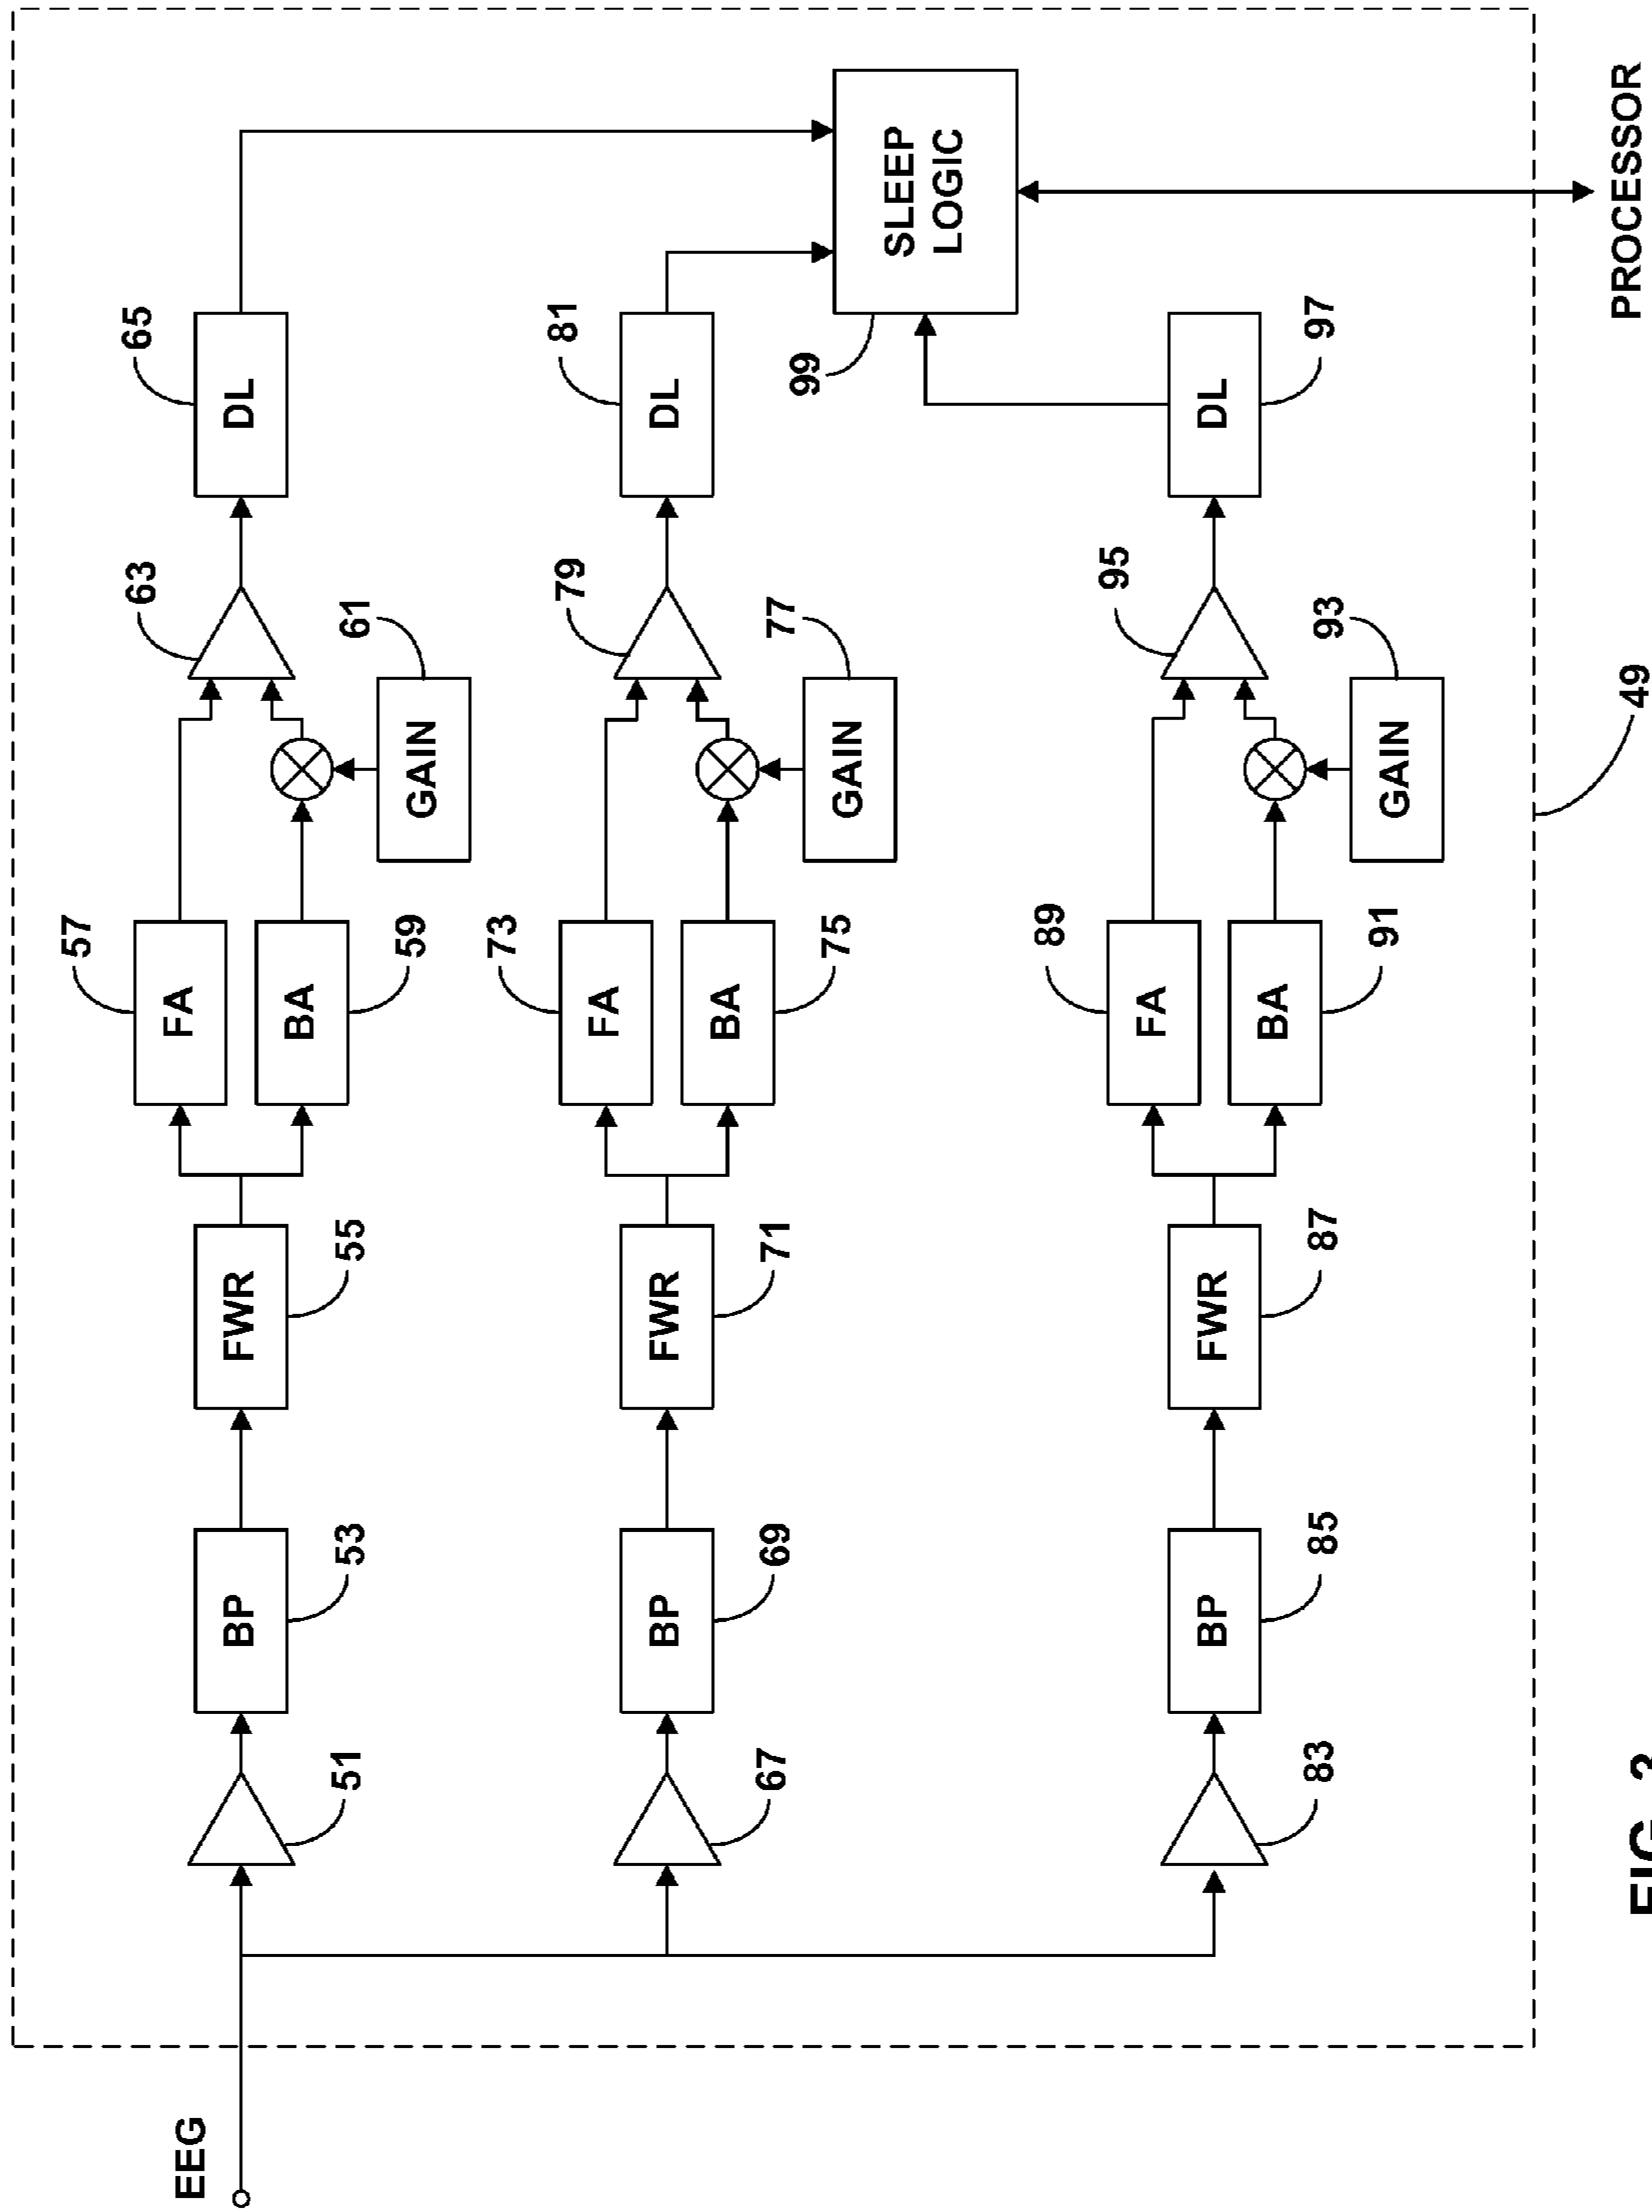 EEG
51
BP
53
FWR
55
FA
57
BA
59
GAIN
61
63
DL
65
67
BP
69
FWR
71
FA
73
BA
75
GAIN
77
79
DL
81
83
BP
85
FWR
87
FA
89
BA
91
GAIN
93
95
DL
97
SLEEP
LOGIC
99
PROCESSOR
49
FIG. 3